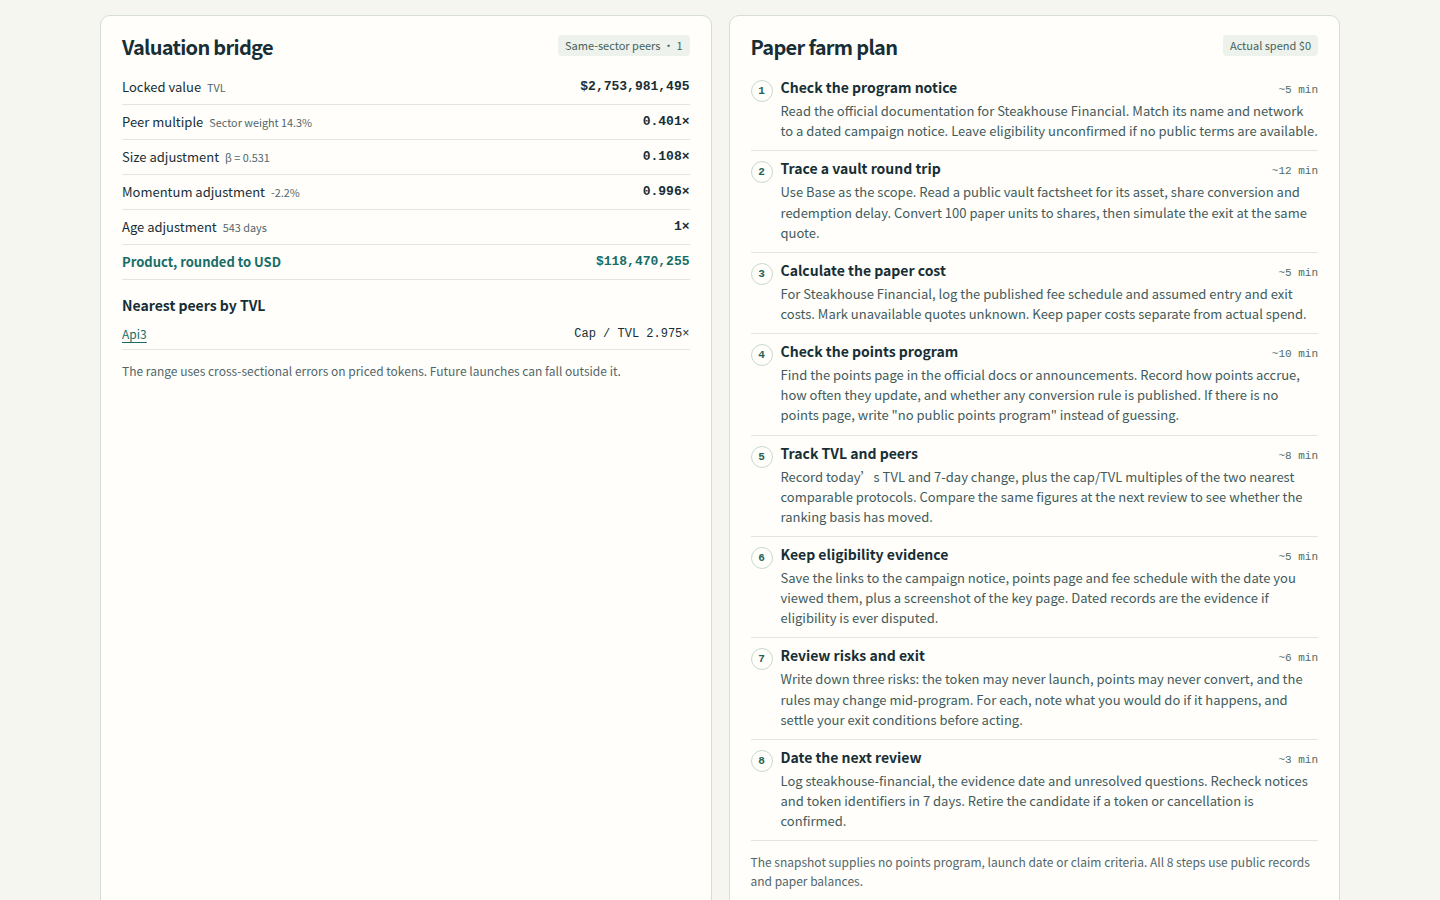 Valuation bridge
Same-sector peers · 1
Locked value TVL $2,753,981,495
Peer multiple Sector weight 14.3% 0.401×
Size adjustment β = 0.531 0.108×
Momentum adjustment -2.2% 0.996×
Age adjustment 543 days 1×
Product, rounded to USD $118,470,255
Nearest peers by TVL
Api3 Cap / TVL 2.975×
The range uses cross-sectional errors on priced tokens. Future launches can fall outside it.
Paper farm plan
Actual spend $0
1 Check the program notice ~5 min
Read the official documentation for Steakhouse Financial. Match its name and network
to a dated campaign notice. Leave eligibility unconfirmed if no public terms are available.
2 Trace a vault round trip ~12 min
Use Base as the scope. Read a public vault factsheet for its asset, share conversion and
redemption delay. Convert 100 paper units to shares, then simulate the exit at the same
quote.
3 Calculate the paper cost ~5 min
For Steakhouse Financial, log the published fee schedule and assumed entry and exit
costs. Mark unavailable quotes unknown. Keep paper costs separate from actual spend.
4 Check the points program ~10 min
Find the points page in the official docs or announcements. Record how points accrue,
how often they update, and whether any conversion rule is published. If there is no
points page, write "no public points program" instead of guessing.
5 Track TVL and peers ~8 min
Record today’s TVL and 7-day change, plus the cap/TVL multiples of the two nearest
comparable protocols. Compare the same figures at the next review to see whether the
ranking basis has moved.
6 Keep eligibility evidence ~5 min
Save the links to the campaign notice, points page and fee schedule with the date you
viewed them, plus a screenshot of the key page. Dated records are the evidence if
eligibility is ever disputed.
7 Review risks and exit ~6 min
Write down three risks: the token may never launch, points may never convert, and the
rules may change mid-program. For each, note what you would do if it happens, and
settle your exit conditions before acting.
8 Date the next review ~3 min
Log steakhouse-financial, the evidence date and unresolved questions. Recheck notices
and token identifiers in 7 days. Retire the candidate if a token or cancellation is
confirmed.
The snapshot supplies no points program, launch date or claim criteria. All 8 steps use public records
and paper balances.